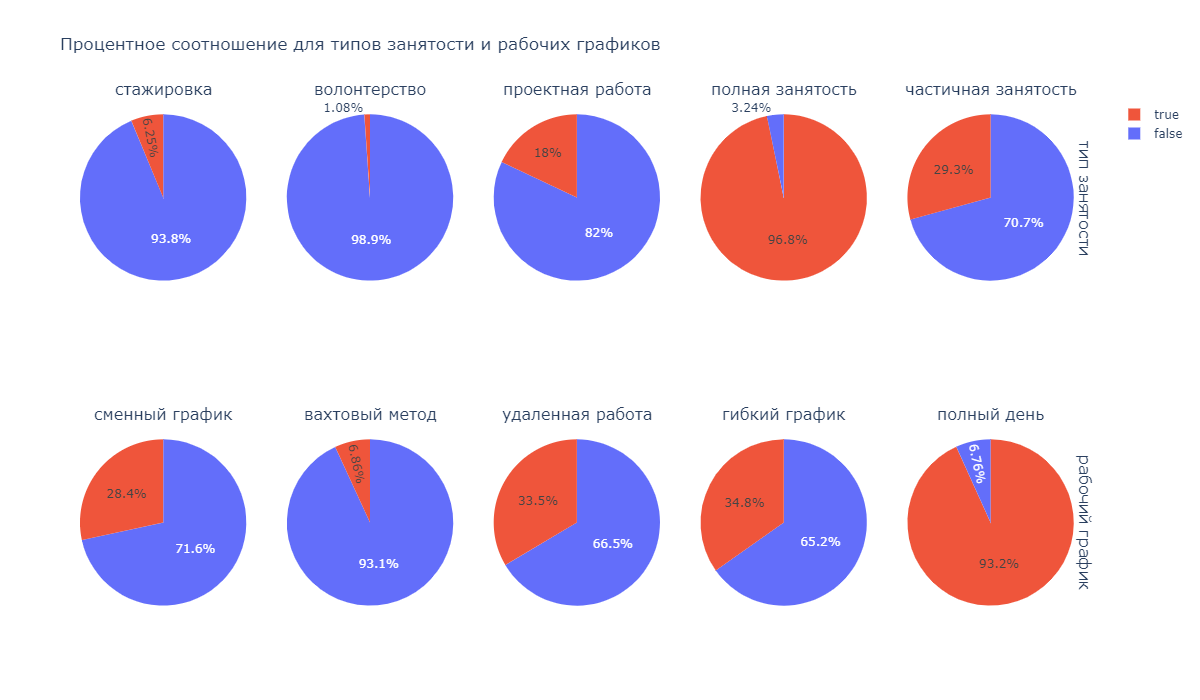 Процентное соотношение для типов занятости и рабочих графиков
стажировка
волонтерство
проектная работа
полная занятость
частичная занятость
true
false
6.25%
93.8%
1.08%
98.9%
18%
82%
3.24%
96.8%
29.3%
70.7%
тип занятости
сменный график
вахтовый метод
удаленная работа
гибкий график
полный день
28.4%
71.6%
6.86%
93.1%
33.5%
66.5%
34.8%
65.2%
6.76%
93.2%
рабочий график